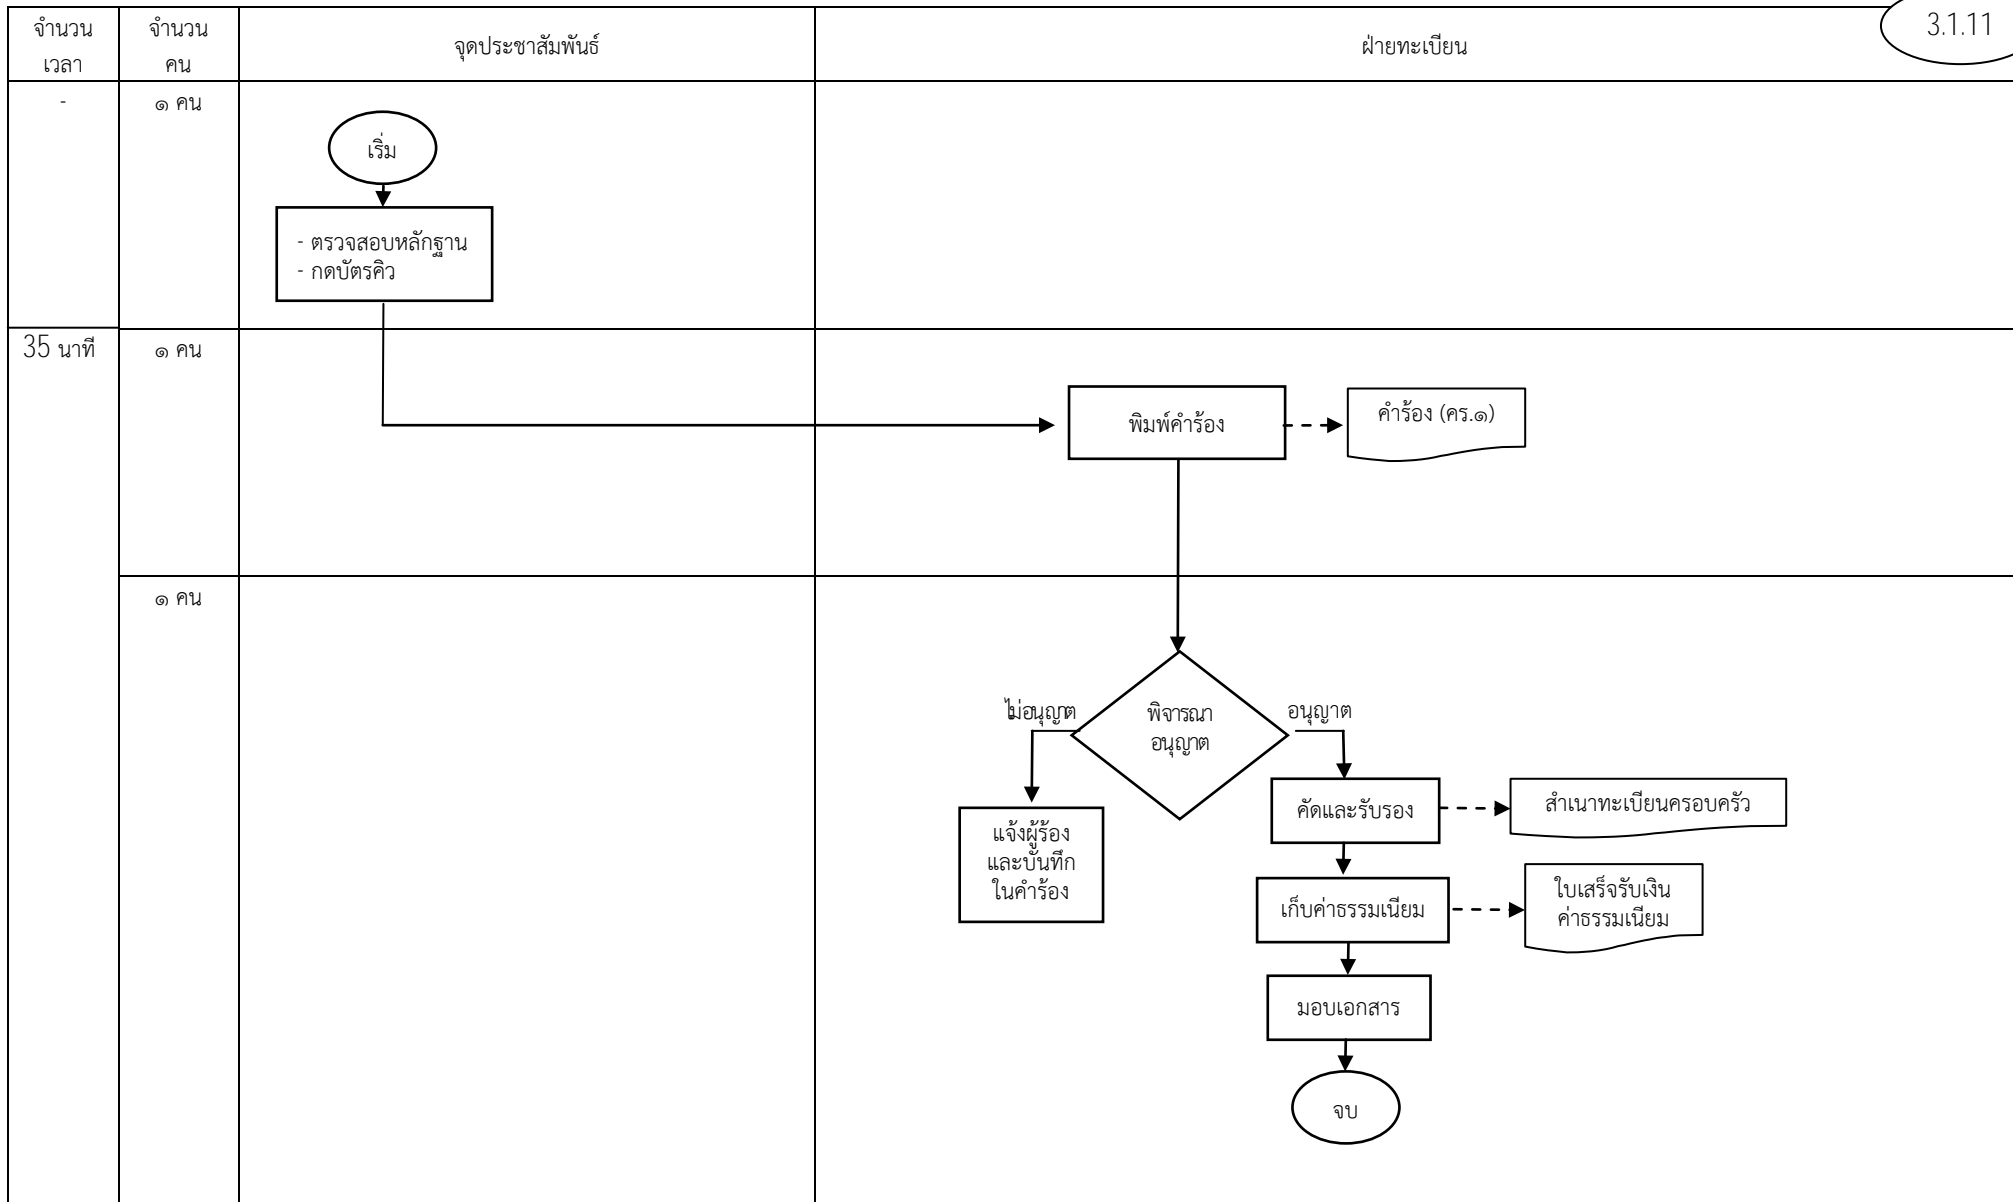 3.1.11
จำนวน
เวลา
จำนวน
คน
จุดประชาสัมพันธ์
ฝ่ายทะเบียน
-
๑ คน
เริ่ม
- ตรวจสอบหลักฐาน
- กดบัตรคิว
35 นาที
๑ คน
พิมพ์คำร้อง
คำร้อง (คร.๑)
๑ คน
ไม่อนุญาต
พิจารณา
อนุญาต
อนุญาต
แจ้งผู้ร้อง
และบันทึก
ในคำร้อง
คัดและรับรอง
สำเนาทะเบียนครอบครัว
เก็บค่าธรรมเนียม
ใบเสร็จรับเงิน
ค่าธรรมเนียม
มอบเอกสาร
จบ